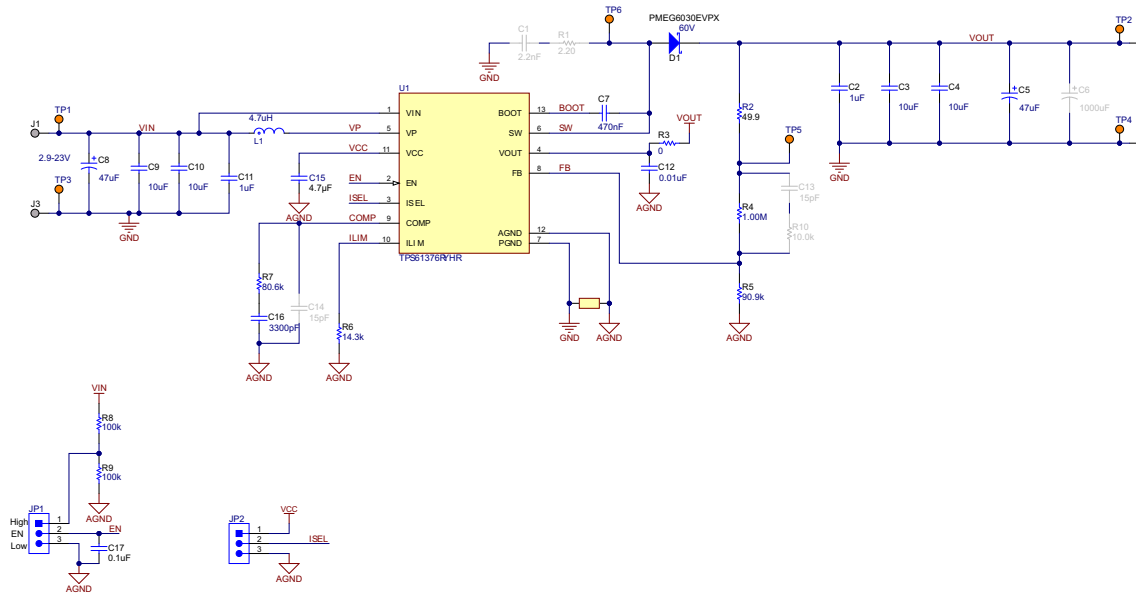 TP6
PMEG6030EVPX
60V
D1
C1
2.2nF
R1
2.20
GND
TP2
VOUT
C2
1uF
C3
10uF
C4
10uF
C5
47uF
C6
1000uF
TP4
GND
U1
1
VIN
5
VP
11
VCC
2
EN
3
ISEL
9
COMP
10
ILIM
BOOT
13
SW
6
VOUT
4
FB
8
AGND
12
PGND
7
TPS61376RYHR
BOOT
C7
470nF
SW
VOUT
R3
0
FB
C12
0.01uF
AGND
R2
49.9
TP5
C13
15pF
R4
1.00M
R10
10.0k
R5
90.9k
AGND
GND
AGND
J1
TP1
VIN
4.7uH
L1
VP
2.9-23V
C8
47uF
C9
10uF
C10
10uF
C11
1uF
TP3
J3
GND
VCC
C15
4.7µF
AGND
EN
ISEL
COMP
ILIM
R7
80.6k
C14
15pF
C16
3300pF
R6
14.3k
AGND
AGND
VIN
R8
100k
R9
100k
AGND
JP1
High
1
EN
2
EN
Low
3
C17
0.1uF
AGND
JP2
VCC
1
2
ISEL
3
AGND